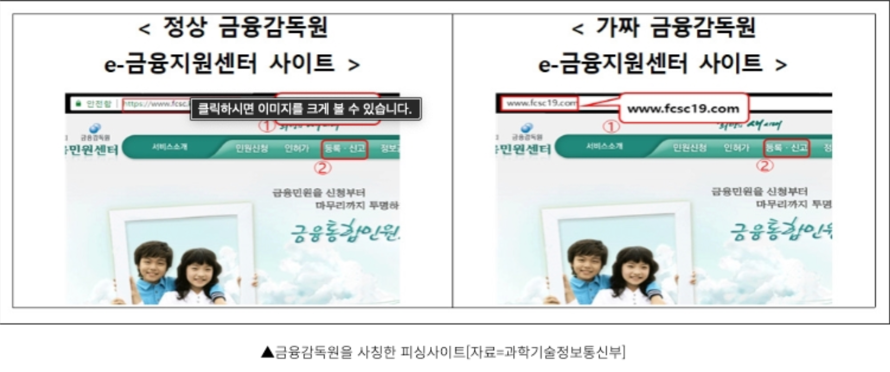 < 정상 금융감독원
e-금융지원센터 사이트 >
안전함 https://www.fcsc.
클릭하시면 이미지를 크게 볼 수 있습니다.
①
금융감독원
민원센터 서비스소개 민원신청 인허가 등록·신고 정보
②
금융민원을 신청부터
마무리까지 투명하
금융통합민원
< 가짜 금융감독원
e-금융지원센터 사이트 >
www.fcsc19.com
www.fcsc19.com
①
금융감독원
금융민원센터 서비스소개 민원신청 인허가 등록·신고 정
②
금융민원을 신청부터
마무리까지 투명
금융통합민원
▲금융감독원을 사칭한 피싱사이트[자료=과학기술정보통신부]